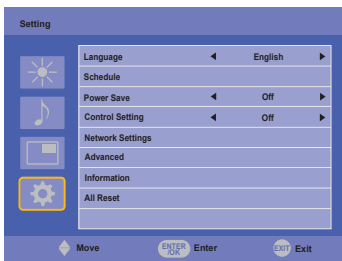 Setting
Language English
Schedule
Power Save Off
Control Setting Off
Network Settings
Advanced
Information
All Reset
Move ENTER /OK Enter EXIT Exit